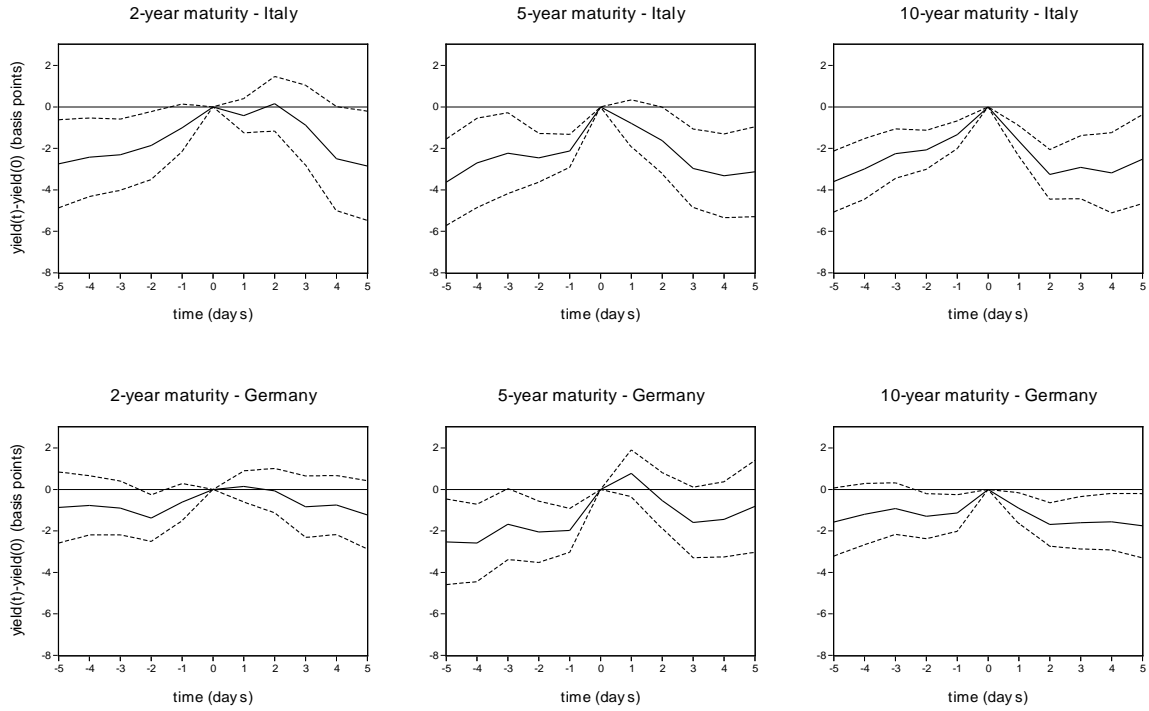 2-year maturity - Italy
5-year maturity - Italy
10-year maturity - Italy
yield(t)-yield(0) (basis points)
2
0
-2
-4
-6
-8
-5 -4 -3 -2 -1 0 1 2 3 4 5
time (days)
2
0
-2
-4
-6
-8
-5 -4 -3 -2 -1 0 1 2 3 4 5
time (days)
2
0
-2
-4
-6
-8
-5 -4 -3 -2 -1 0 1 2 3 4 5
time (days)
2-year maturity - Germany
5-year maturity - Germany
10-year maturity - Germany
yield(t)-yield(0) (basis points)
2
0
-2
-4
-6
-8
-5 -4 -3 -2 -1 0 1 2 3 4 5
time (days)
2
0
-2
-4
-6
-8
-5 -4 -3 -2 -1 0 1 2 3 4 5
time (days)
2
0
-2
-4
-6
-8
-5 -4 -3 -2 -1 0 1 2 3 4 5
time (days)